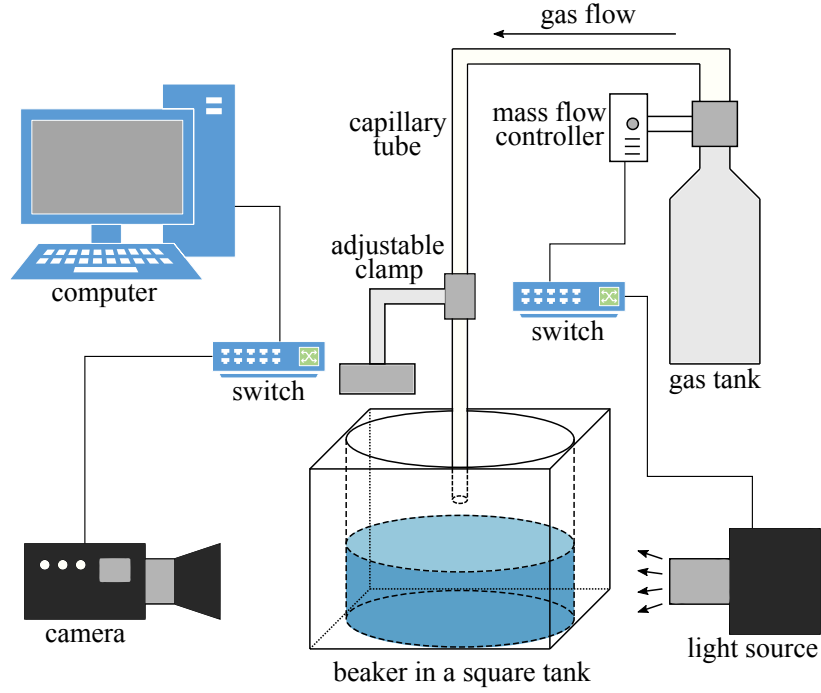 gas flow
capillary
tube
mass flow
controller
adjustable
clamp
computer
switch
switch
gas tank
camera
light source
beaker in a square tank